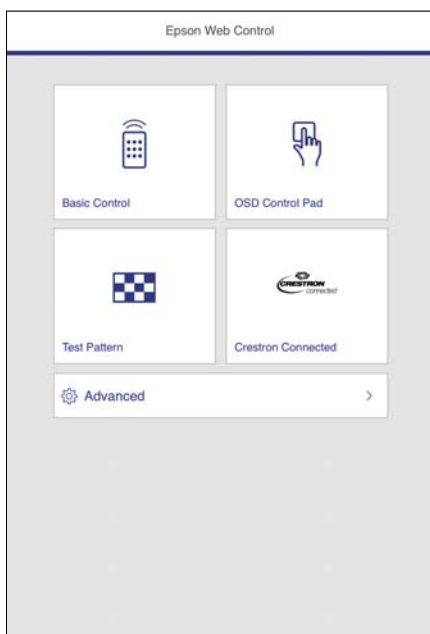 Epson Web Control
Basic Control
OSD Control Pad
CRESTRON
connected
Test Pattern
Crestron Connected
Advanced